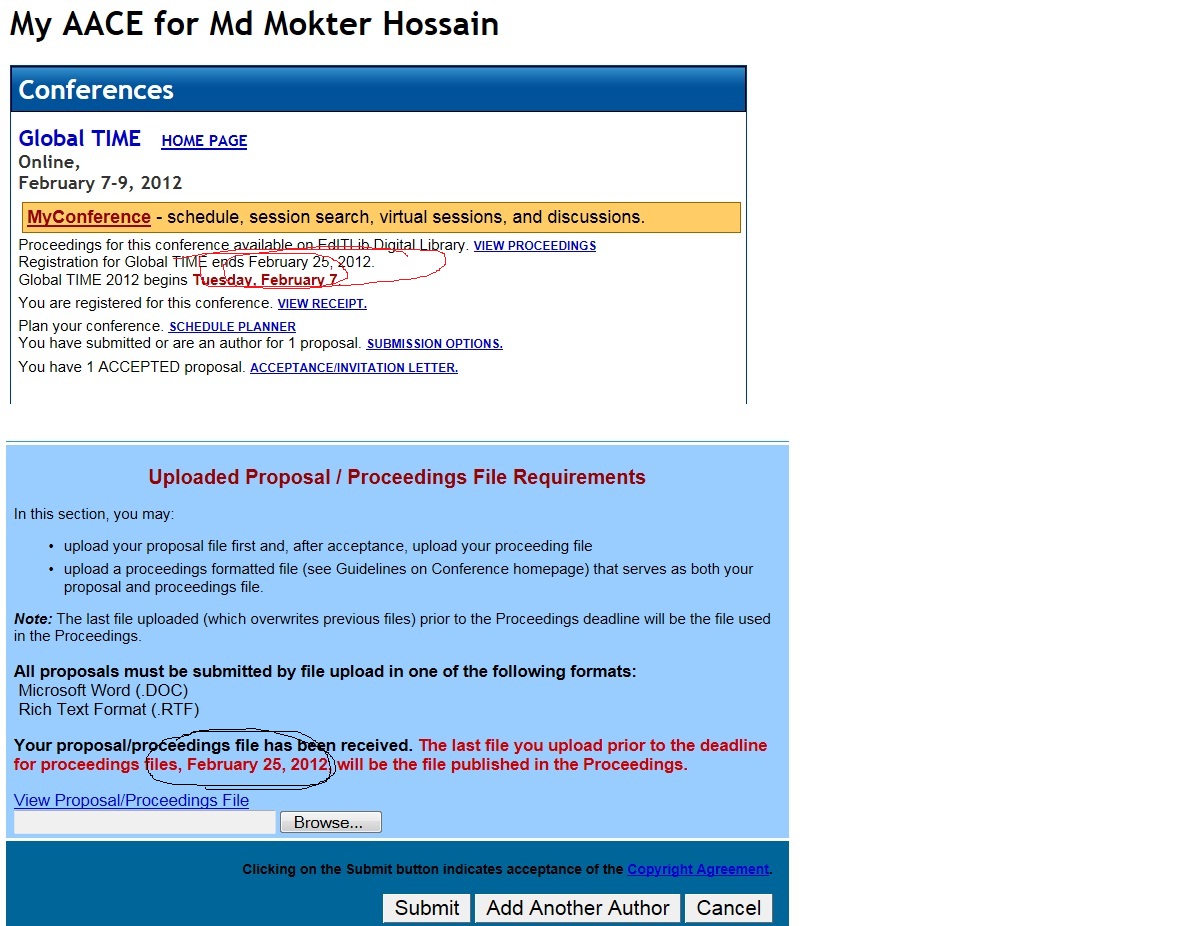 My AACE for Md Mokter Hossain
Conferences
Global TIME HOME PAGE
Online,
February 7-9, 2012
MyConference - schedule, session search, virtual sessions, and discussions.
Proceedings for this conference available on EdITLib Digital Library. VIEW PROCEEDINGS
Registration for Global TIME ends February 25, 2012.
Global TIME 2012 begins Tuesday, February 7.
You are registered for this conference. VIEW RECEIPT.
Plan your conference. SCHEDULE PLANNER
You have submitted or are an author for 1 proposal. SUBMISSION OPTIONS.
You have 1 ACCEPTED proposal. ACCEPTANCE/INVITATION LETTER.
Uploaded Proposal / Proceedings File Requirements
In this section, you may:
• upload your proposal file first and, after acceptance, upload your proceeding file
• upload a proceedings formatted file (see Guidelines on Conference homepage) that serves as both your
proposal and proceedings file.
Note: The last file uploaded (which overwrites previous files) prior to the Proceedings deadline will be the file used
in the Proceedings.
All proposals must be submitted by file upload in one of the following formats:
Microsoft Word (.DOC)
Rich Text Format (.RTF)
Your proposal/proceedings file has been received. The last file you upload prior to the deadline
for proceedings files, February 25, 2012, will be the file published in the Proceedings.
View Proposal/Proceedings File
Browse...
Clicking on the Submit button indicates acceptance of the Copyright Agreement.
Submit Add Another Author Cancel